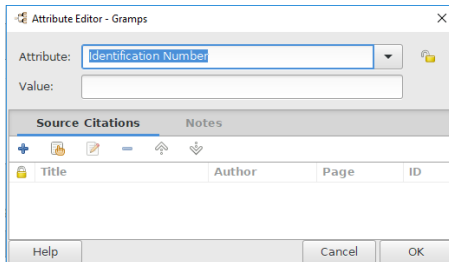 Attribute Editor - Gramps
Attribute: Identification Number
Value:
Source Citations Notes
Title Author Page ID
Help Cancel OK